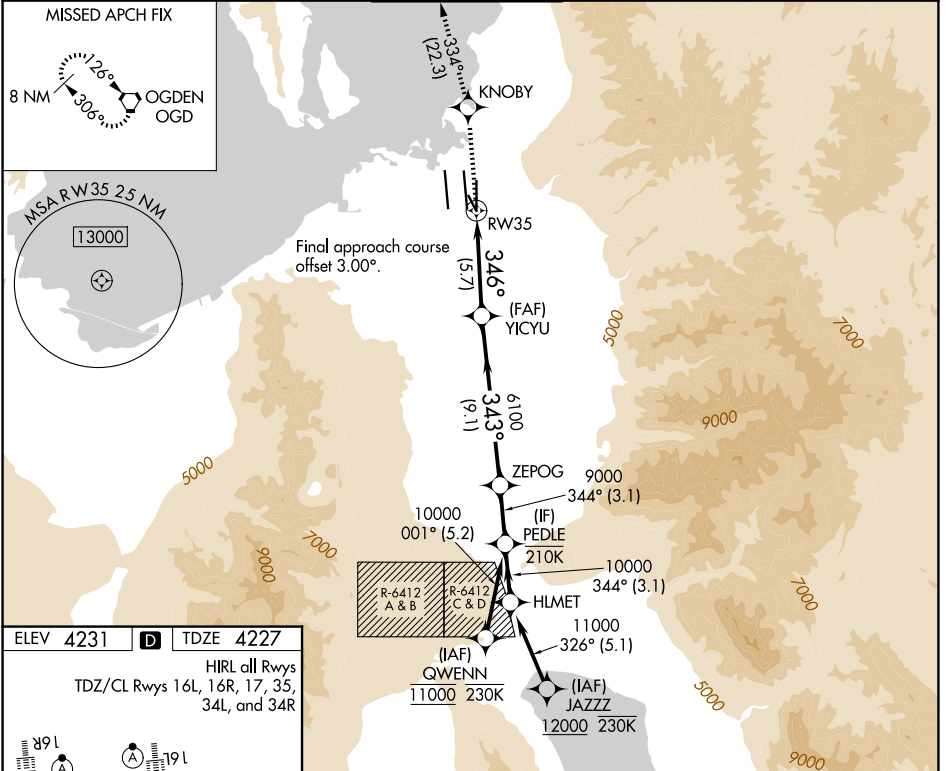 MISSED APCH FIX
8 NM
126°
306°
OGDEN
OGD
334°
(22.3)
KNOBY
MSA RW35 25 NM
13000
RW35
Final approach course
offset 3.00°.
346°
(5.7)
(FAF)
YICYU
5000
7000
6100
343°
(9.1)
9000
5000
ZEPOG
9000
344° (3.1)
10000
001° (5.2)
(IF)
PEDLE
210K
7000
9000
R-6412
A & B
R-6412
C & D
10000
344° (3.1)
HLMET
7000
11000
326° (5.1)
(IAF)
QWENN
11000 230K
(IAF)
JAZZZ
12000 230K
5000
9000
ELEV 4231 D TDZE 4227
HIRL all Rwys
TDZ/CL Rwys 16L, 16R, 17, 35,
34L, and 34R
16R
A
A
16L